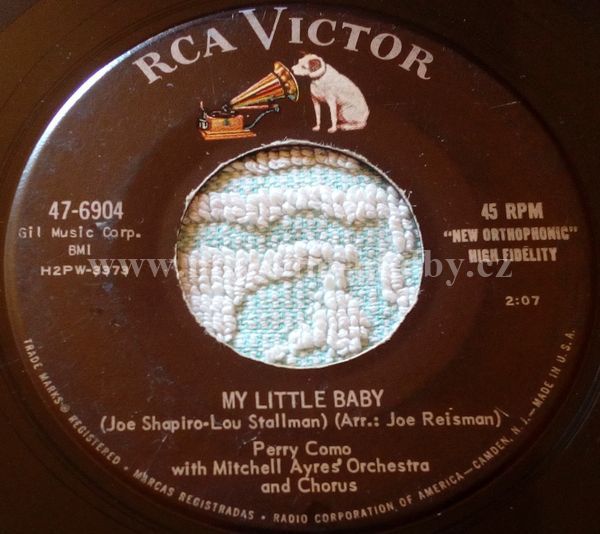 RCA VICTOR
47-6904
Gil Music Corp.
BMI
H2PW-3373
45 RPM
"NEW ORTHOPHONIC"
HIGH FIDELITY
2:07
MY LITTLE BABY
(Joe Shapiro-Lou Stallman) (Arr.: Joe Reisman)
Perry Como
with Mitchell Ayres' Orchestra
and Chorus
TRADE MARKS ® REGISTERED • MARCAS REGISTRADAS • RADIO CORPORATION OF AMERICA—CAMDEN, N. J.—MADE IN U.S.A.